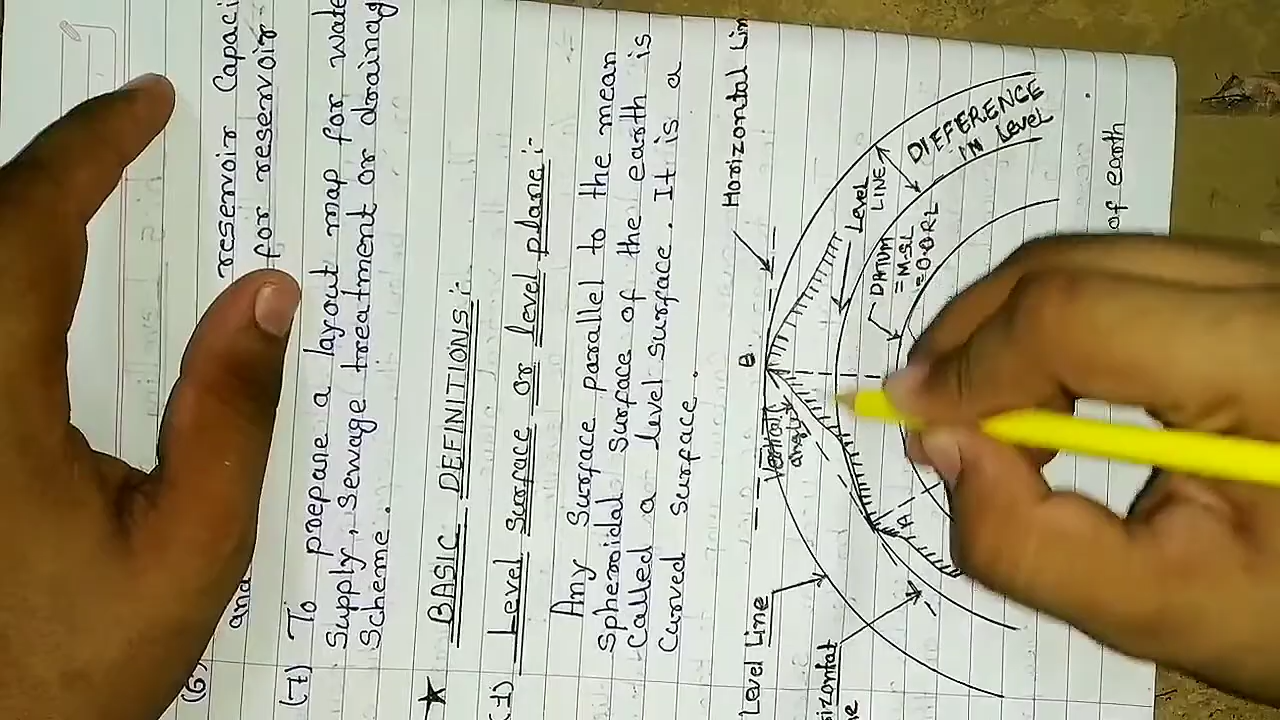 reservoir Capaci
(6) and for reservoir
(7) To prepare a layout map for wate
Supply, Sewage treatment or drainag
Scheme.
★ BASIC DEFINITIONS :-
(1) Level Surface or level plane :-
Any Surface parallel to the mean
Spheroidal Surface of the earth is
Called a level Surface. It is a
Curved Surface.
Horizontal Lin
B
Vertical
angle
Level Line
Level
LINE
DIFFERENCE
IN Level
DATUM
= M.S.L
= O.O.RL
A
of earth